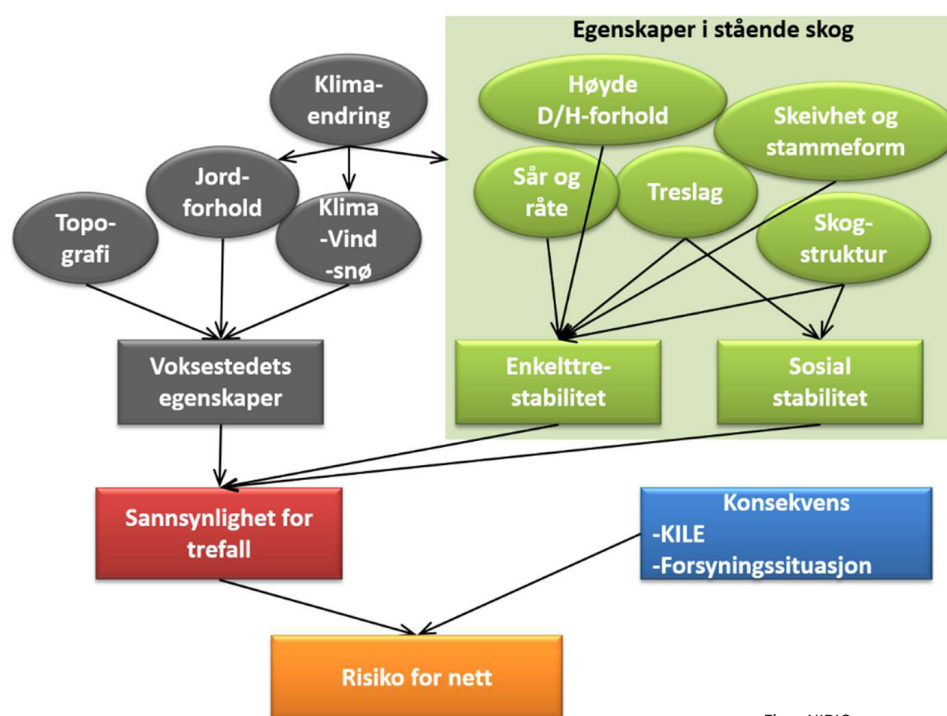 Egenskaper i stående skog
Klima-
endring
Høyde
D/H-forhold
Skeivhet og
stammeform
Jord-
forhold
Sår og
råte
Treslag
Topo-
grafi
Klima
-Vind
-snø
Skog-
struktur
Voksestedets
egenskaper
Enkelttre-
stabilitet
Sosial
stabilitet
Sannsynlighet for
trefall
Konsekvens
-KILE
-Forsyningssituasjon
Risiko for nett